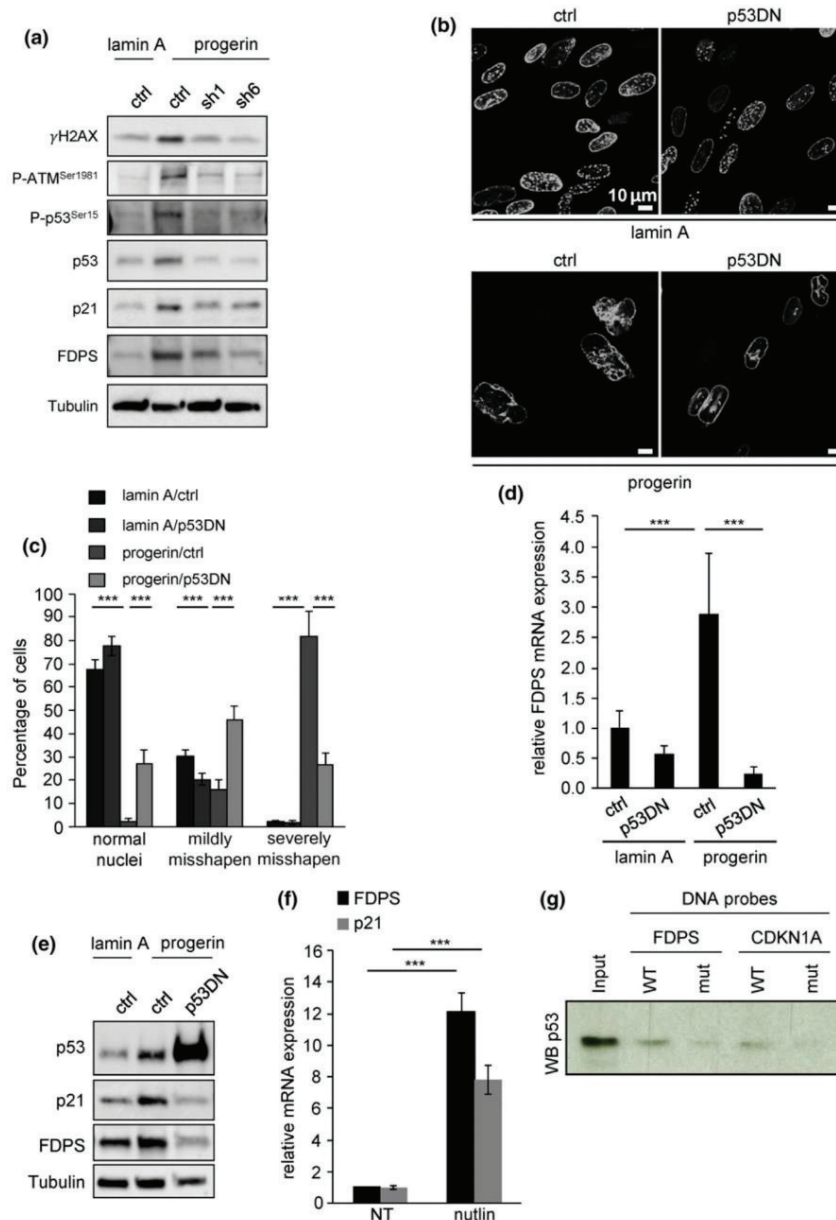 (a)
lamin A progerin
ctrl ctrl sh1 sh6
γH2AX
P-ATMSer1981
P-p53Ser15
p53
p21
FDPS
Tubulin
(b)
ctrl p53DN
10 µm
lamin A
ctrl p53DN
progerin
(c)
lamin A/ctrl
lamin A/p53DN
progerin/ctrl
progerin/p53DN
Percentage of cells
100
90
80
70
60
50
40
30
20
10
0
*** *** *** *** *** ***
normal nuclei
mildly misshapen
severely misshapen
(d)
relative FDPS mRNA expression
4.5
4.0
3.5
3.0
2.5
2.0
1.5
1.0
0.5
0.0
*** ***
ctrl p53DN ctrl p53DN
lamin A progerin
(e)
lamin A progerin
ctrl ctrl p53DN
p53
p21
FDPS
Tubulin
(f)
FDPS
p21
relative mRNA expression
16
14
12
10
8
6
4
2
0
***
***
NT nutlin
(g)
DNA probes
FDPS CDKN1A
Input WT mut WT mut
WB p53